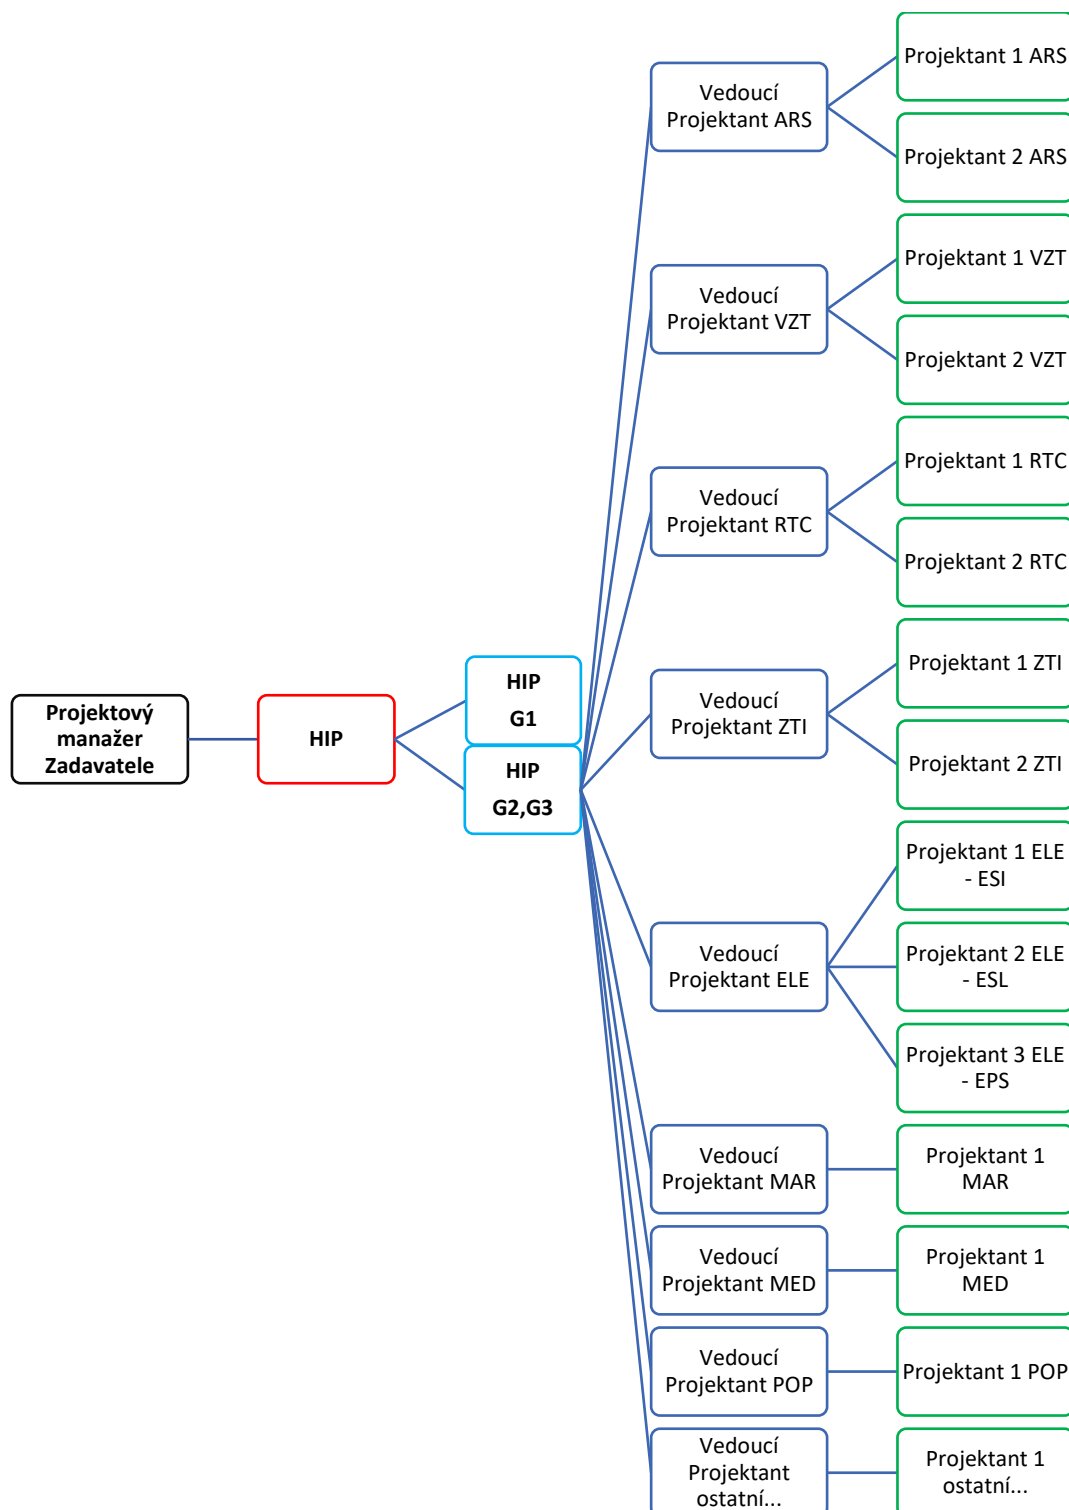 Projektový
manažer
Zadavatele
HIP
HIP
G1
HIP
G2,G3
Vedoucí
Projektant ARS
Projektant 1 ARS
Projektant 2 ARS
Vedoucí
Projektant VZT
Projektant 1 VZT
Projektant 2 VZT
Vedoucí
Projektant RTC
Projektant 1 RTC
Projektant 2 RTC
Vedoucí
Projektant ZTI
Projektant 1 ZTI
Projektant 2 ZTI
Vedoucí
Projektant ELE
Projektant 1 ELE
- ESI
Projektant 2 ELE
- ESL
Projektant 3 ELE
- EPS
Vedoucí
Projektant MAR
Projektant 1
MAR
Vedoucí
Projektant MED
Projektant 1
MED
Vedoucí
Projektant POP
Projektant 1 POP
Vedoucí
Projektant
ostatní...
Projektant 1
ostatní...